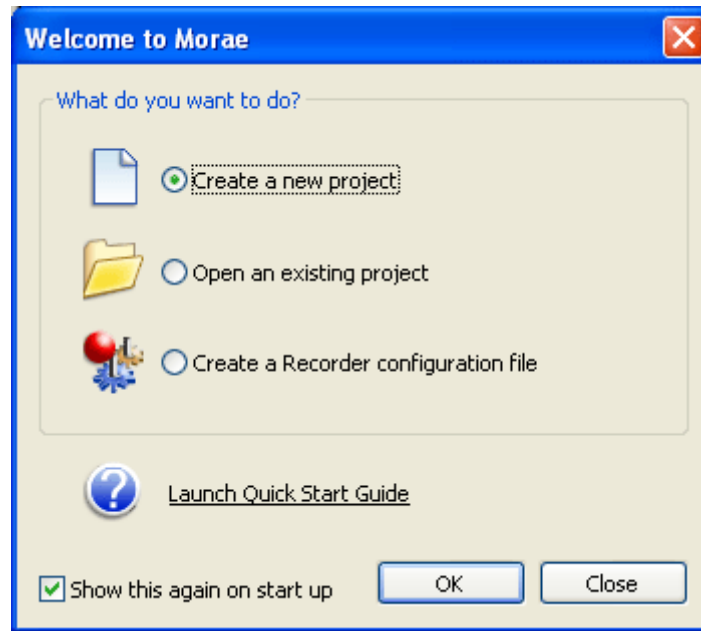 Welcome to Morae
What do you want to do?
Create a new project
Open an existing project
Create a Recorder configuration file
Launch Quick Start Guide
Show this again on start up
OK
Close